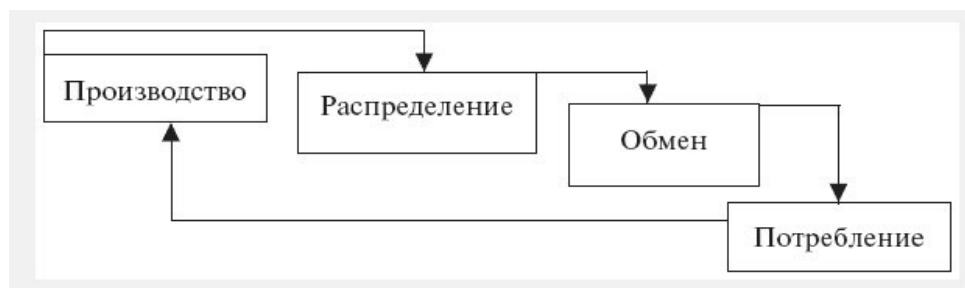 Производство
Распределение
Обмен
Потребление